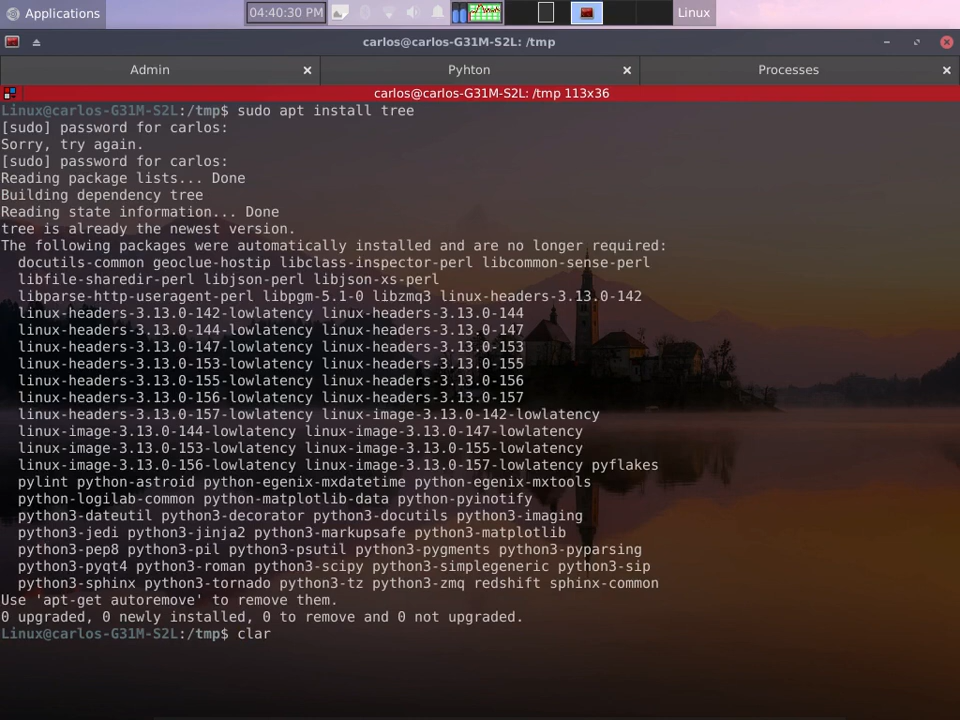 Applications
04:40:30 PM
Linux
carlos@carlos-G31M-S2L: /tmp
Admin
Pyhton
Processes
carlos@carlos-G31M-S2L: /tmp 113x36
Linux@carlos-G31M-S2L:/tmp$ sudo apt install tree
[sudo] password for carlos:
Sorry, try again.
[sudo] password for carlos:
Reading package lists... Done
Building dependency tree
Reading state information... Done
tree is already the newest version.
The following packages were automatically installed and are no longer required:
docutils-common geoclue-hostip libclass-inspector-perl libcommon-sense-perl
libfile-sharedir-perl libjson-perl libjson-xs-perl
libparse-http-useragent-perl libpgm-5.1-0 libzmq3 linux-headers-3.13.0-142
linux-headers-3.13.0-142-lowlatency linux-headers-3.13.0-144
linux-headers-3.13.0-144-lowlatency linux-headers-3.13.0-147
linux-headers-3.13.0-147-lowlatency linux-headers-3.13.0-153
linux-headers-3.13.0-153-lowlatency linux-headers-3.13.0-155
linux-headers-3.13.0-155-lowlatency linux-headers-3.13.0-156
linux-headers-3.13.0-156-lowlatency linux-headers-3.13.0-157
linux-headers-3.13.0-157-lowlatency linux-image-3.13.0-142-lowlatency
linux-image-3.13.0-144-lowlatency linux-image-3.13.0-147-lowlatency
linux-image-3.13.0-153-lowlatency linux-image-3.13.0-155-lowlatency
linux-image-3.13.0-156-lowlatency linux-image-3.13.0-157-lowlatency pyflakes
pylint python-astroid python-egenix-mxdatetime python-egenix-mxtools
python-logilab-common python-matplotlib-data python-pyinotify
python3-dateutil python3-decorator python3-docutils python3-imaging
python3-jedi python3-jinja2 python3-markupsafe python3-matplotlib
python3-pep8 python3-pil python3-psutil python3-pygments python3-pyparsing
python3-pyqt4 python3-roman python3-scipy python3-simplegeneric python3-sip
python3-sphinx python3-tornado python3-tz python3-zmq redshift sphinx-common
Use 'apt-get autoremove' to remove them.
0 upgraded, 0 newly installed, 0 to remove and 0 not upgraded.
Linux@carlos-G31M-S2L:/tmp$ clar